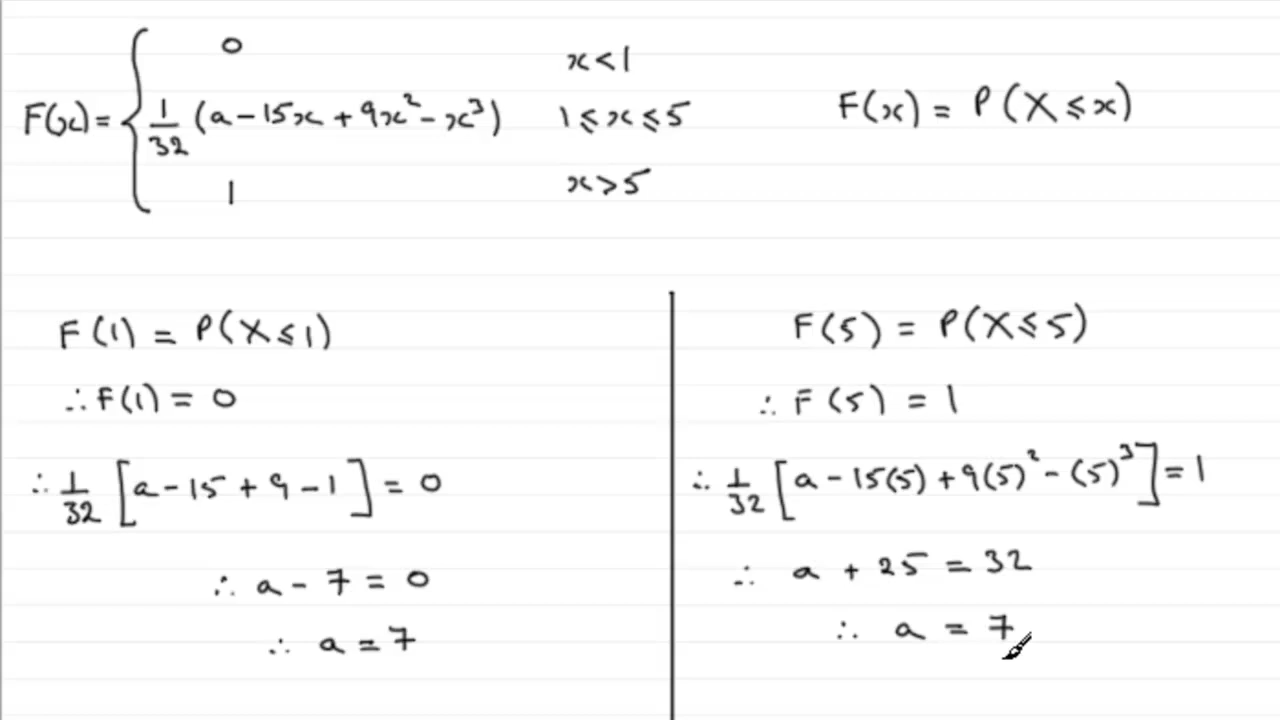 0 x < 1
F(x) = { 1/32 (a - 15x + 9x² - x³) 1 ≤ x ≤ 5 F(x) = P(X ≤ x)
1 x > 5
F(1) = P(X ≤ 1)
∴ F(1) = 0
∴ 1/32 [a - 15 + 9 - 1] = 0
∴ a - 7 = 0
∴ a = 7
F(5) = P(X ≤ 5)
∴ F(5) = 1
∴ 1/32 [a - 15(5) + 9(5)² - (5)³] = 1
∴ a + 25 = 32
∴ a = 7